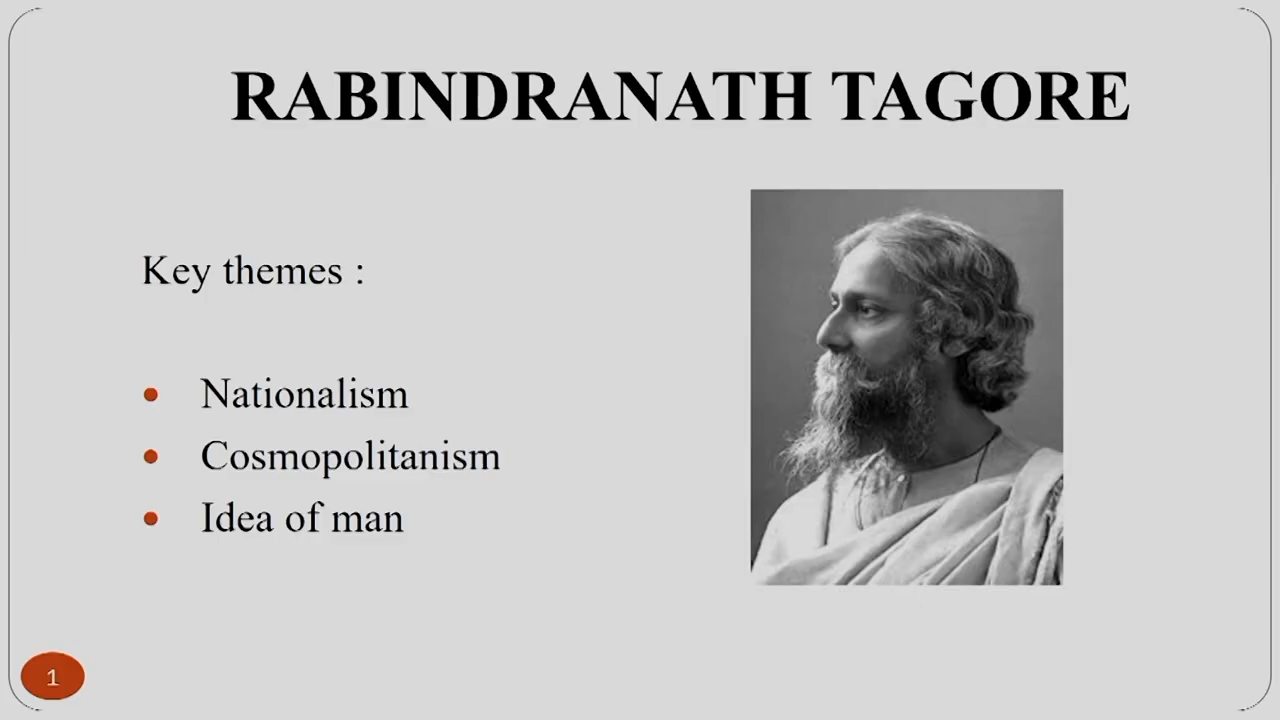 RABINDRANATH TAGORE
Key themes :
• Nationalism
• Cosmopolitanism
• Idea of man
1